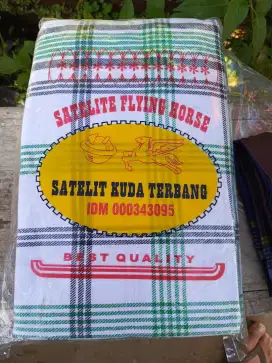 SATELITE FLYING HORSE
SATELIT KUDA TERBANG
IDM 000343095
BEST QUALITY